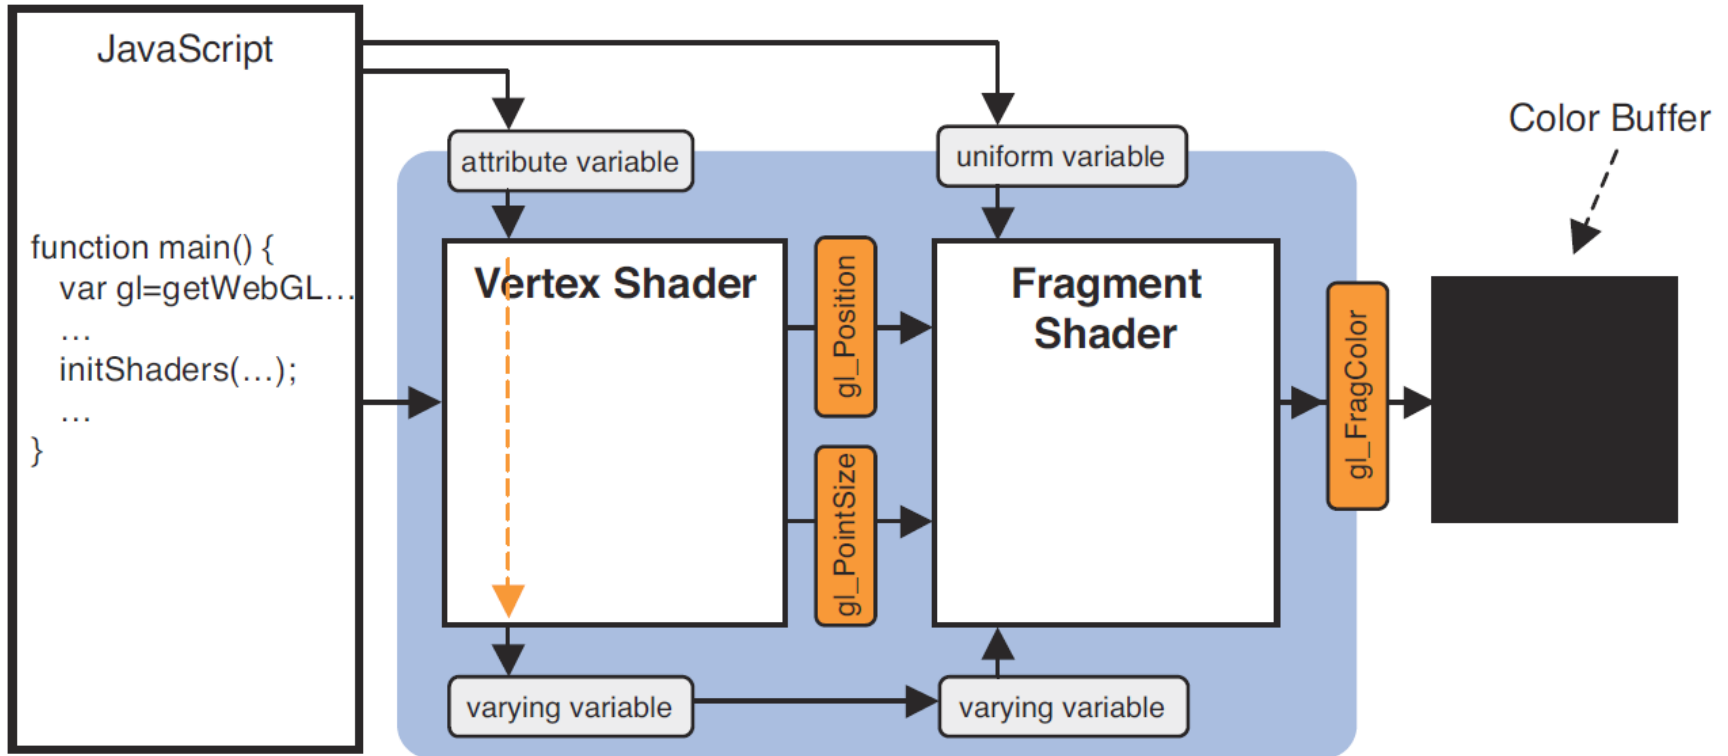 JavaScript
function main() {
var gl=getWebGL...
...
initShaders(...);
...
}
attribute variable
uniform variable
Vertex Shader
gl_Position
gl_PointSize
Fragment
Shader
gl_FragColor
Color Buffer
varying variable
varying variable